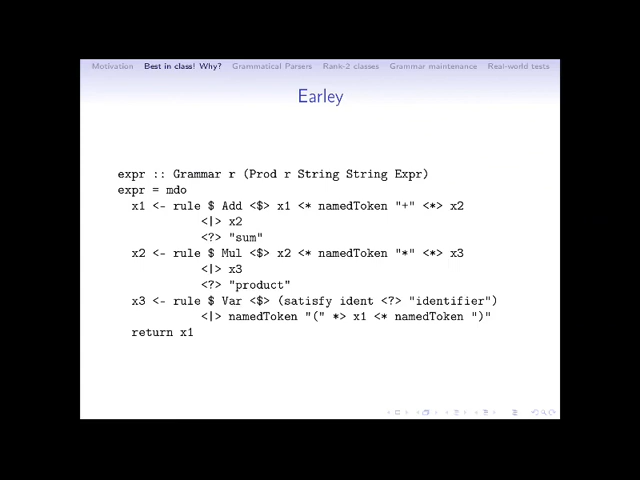 Motivation Best in class! Why? Grammatical Parsers Rank-2 classes Grammar maintenance Real-world tests
Earley
expr :: Grammar r (Prod r String String Expr)
expr = mdo
  x1 <- rule $ Add <$> x1 <* namedToken "+" <*> x2
            <|> x2
            <?> "sum"
  x2 <- rule $ Mul <$> x2 <* namedToken "*" <*> x3
            <|> x3
            <?> "product"
  x3 <- rule $ Var <$> (satisfy ident <?> "identifier")
            <|> namedToken "(" *> x1 <* namedToken ")"
  return x1